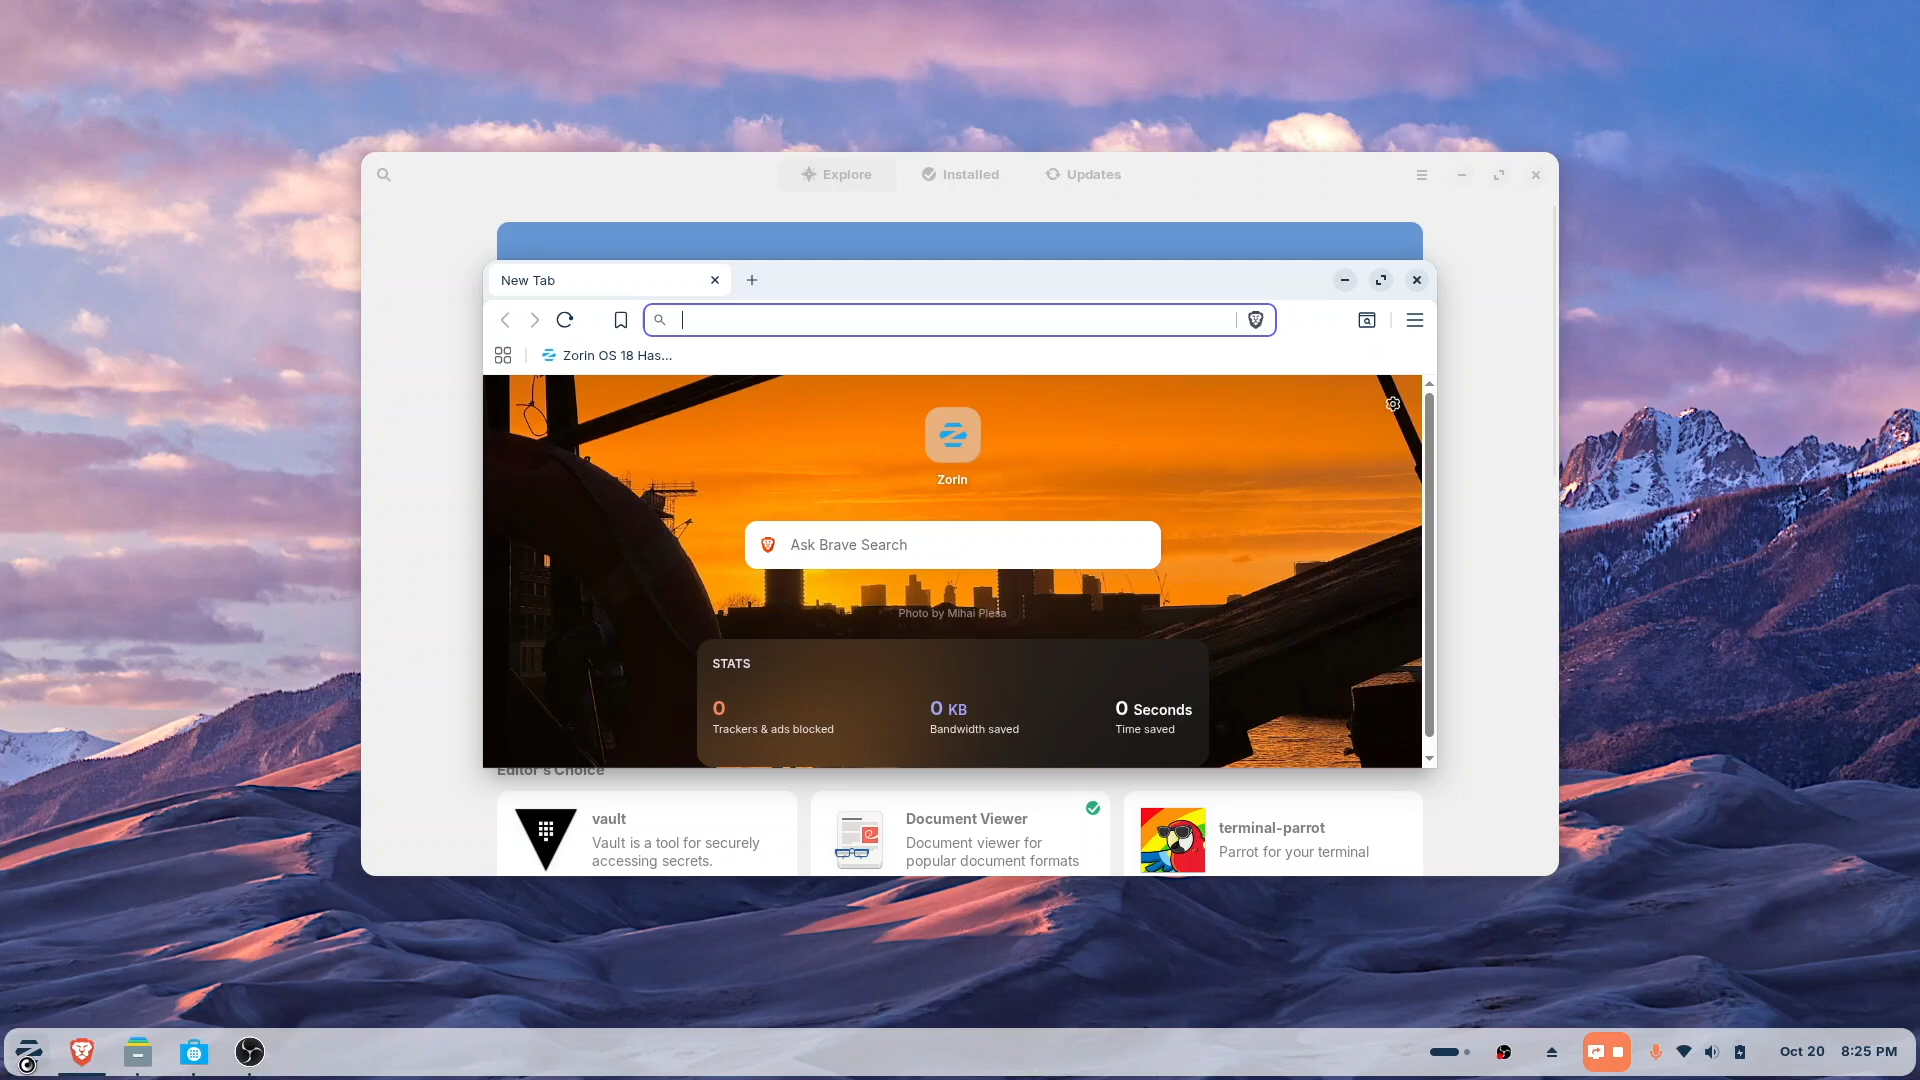 Explore
Installed
Updates
New Tab
Zorin OS 18 Has...
Zorin
Ask Brave Search
Photo by Mihai Plesa
STATS
0
0 KB
0 Seconds
Trackers & ads blocked
Bandwidth saved
Time saved
Editor's Choice
vault
Vault is a tool for securely
accessing secrets.
Document Viewer
Document viewer for
popular document formats
terminal-parrot
Parrot for your terminal
Oct 20 8:25 PM